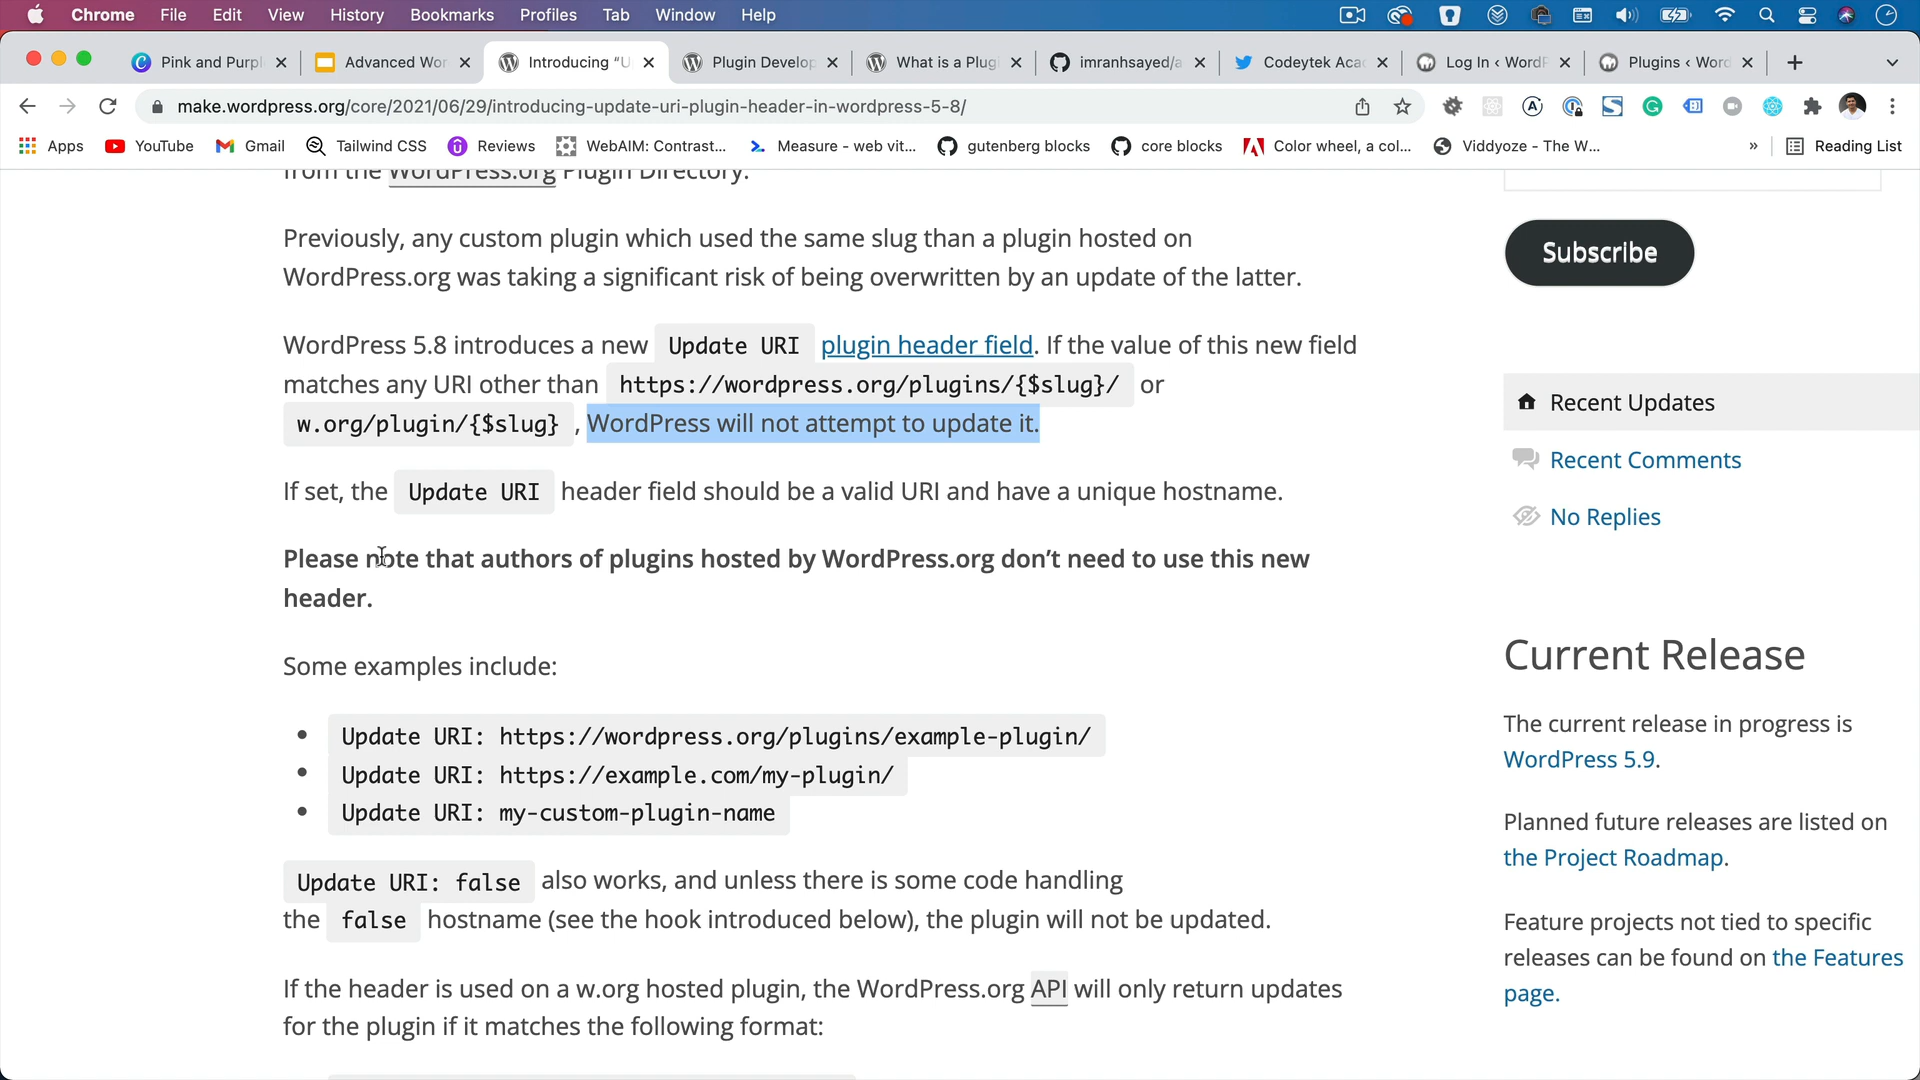 Chrome File Edit View History Bookmarks Profiles Tab Window Help
Pink and Purpl Advanced Wor Introducing “U Plugin Develop What is a Plugi imranhsayed/a Codeytek Aca Log In ‹ WordP Plugins ‹ Word
make.wordpress.org/core/2021/06/29/introducing-update-uri-plugin-header-in-wordpress-5-8/
Apps YouTube Gmail Tailwind CSS Reviews WebAIM: Contrast... Measure - web vit... gutenberg blocks core blocks Color wheel, a col... Viddyoze - The W... » Reading List
from the WordPress.org Plugin Directory.
Previously, any custom plugin which used the same slug than a plugin hosted on
WordPress.org was taking a significant risk of being overwritten by an update of the latter.
WordPress 5.8 introduces a new Update URI plugin header field. If the value of this new field
matches any URI other than https://wordpress.org/plugins/{$slug}/ or
w.org/plugin/{$slug} , WordPress will not attempt to update it.
If set, the Update URI header field should be a valid URI and have a unique hostname.
Please note that authors of plugins hosted by WordPress.org don’t need to use this new
header.
Some examples include:
• Update URI: https://wordpress.org/plugins/example-plugin/
• Update URI: https://example.com/my-plugin/
• Update URI: my-custom-plugin-name
Update URI: false also works, and unless there is some code handling
the false hostname (see the hook introduced below), the plugin will not be updated.
If the header is used on a w.org hosted plugin, the WordPress.org API will only return updates
for the plugin if it matches the following format:
Subscribe
Recent Updates
Recent Comments
No Replies
Current Release
The current release in progress is
WordPress 5.9.
Planned future releases are listed on
the Project Roadmap.
Feature projects not tied to specific
releases can be found on the Features
page.